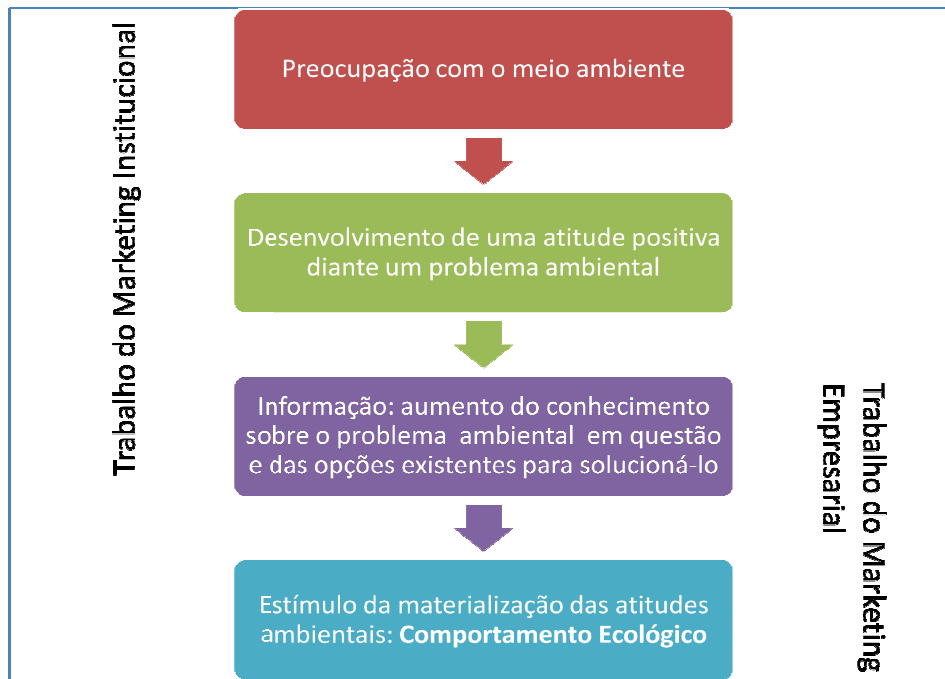 Trabalho do Marketing Institucional
Preocupação com o meio ambiente
Desenvolvimento de uma atitude positiva
diante um problema ambiental
Informação: aumento do conhecimento
sobre o problema ambiental em questão
e das opções existentes para solucioná-lo
Estímulo da materialização das atitudes
ambientais: Comportamento Ecológico
Trabalho do Marketing
Empresarial